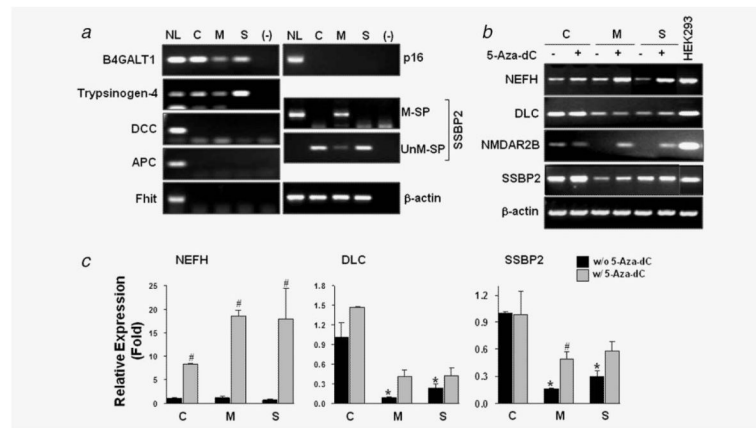 a
NL C M S (-) NL C M S (-)
B4GALT1
Trypsinogen-4
DCC
APC
Fhit
p16
M-SP
UnM-SP
SSBP2
β-actin
b
C M S
5-Aza-dC - + - + - + HEK293
NEFH
DLC
NMDAR2B
SSBP2
β-actin
c
NEFH DLC SSBP2
w/o 5-Aza-dC
w/ 5-Aza-dC
Relative Expression
(Fold)
25
20
15
10
5
0
# # #
C M S
1.8
1.5
1.2
0.9
0.6
0.3
0.0
* *
C M S
1.2
0.9
0.6
0.3
0.0
* # *
C M S